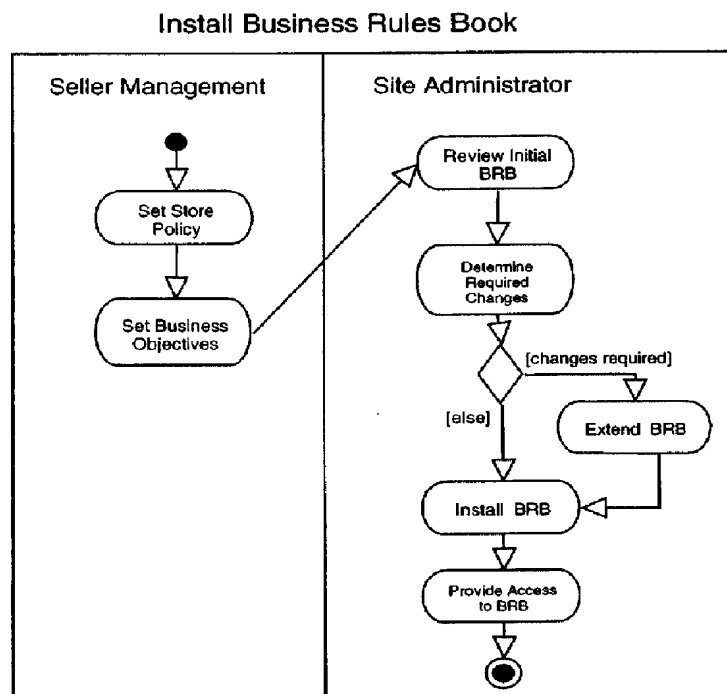 Install Business Rules Book
Seller Management
Site Administrator
Set Store
Policy
Set Business
Objectives
Review Initial
BRB
Determine
Required
Changes
[changes required]
[else]
Extend BRB
Install BRB
Provide Access
to BRB